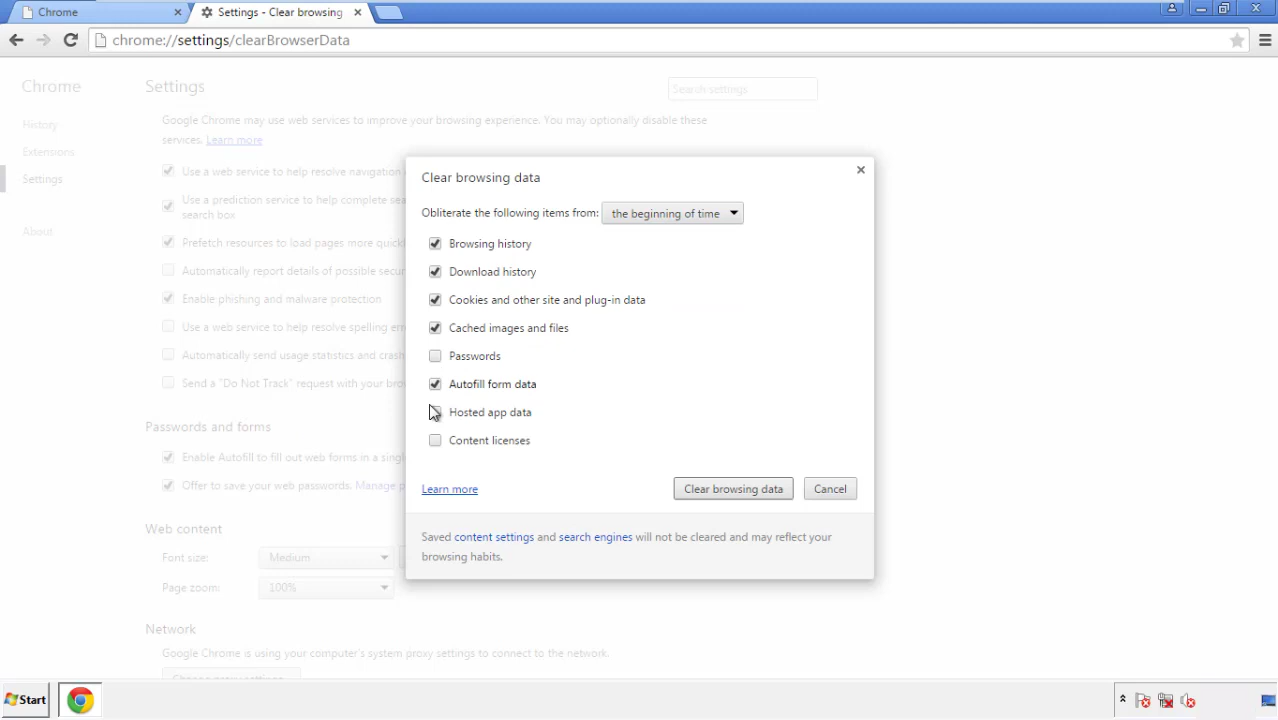 Chrome
Settings - Clear browsing
chrome://settings/clearBrowserData
Chrome
Settings
Search settings
History
Extensions
Settings
About
Google Chrome may use web services to improve your browsing experience. You may optionally disable these
services. Learn more
Use a web service to help resolve navigation
Use a prediction service to help complete
search box
Prefetch resources to load pages more
Automatically report details of possible
Enable phishing and malware protection
Use a web service to help resolve spelling
Automatically send usage statistics and
Send a "Do Not Track" request with your
Passwords and forms
Enable Autofill to fill out web forms in a
Offer to save your web passwords.
Web content
Font size: Medium
Page zoom: 100%
Network
Google Chrome is using your computer's system proxy settings to connect to the network.
Clear browsing data
Obliterate the following items from: the beginning of time
Browsing history
Download history
Cookies and other site and plug-in data
Cached images and files
Passwords
Autofill form data
Hosted app data
Content licenses
Learn more
Clear browsing data
Cancel
Saved content settings and search engines will not be cleared and may reflect your
browsing habits.
Start